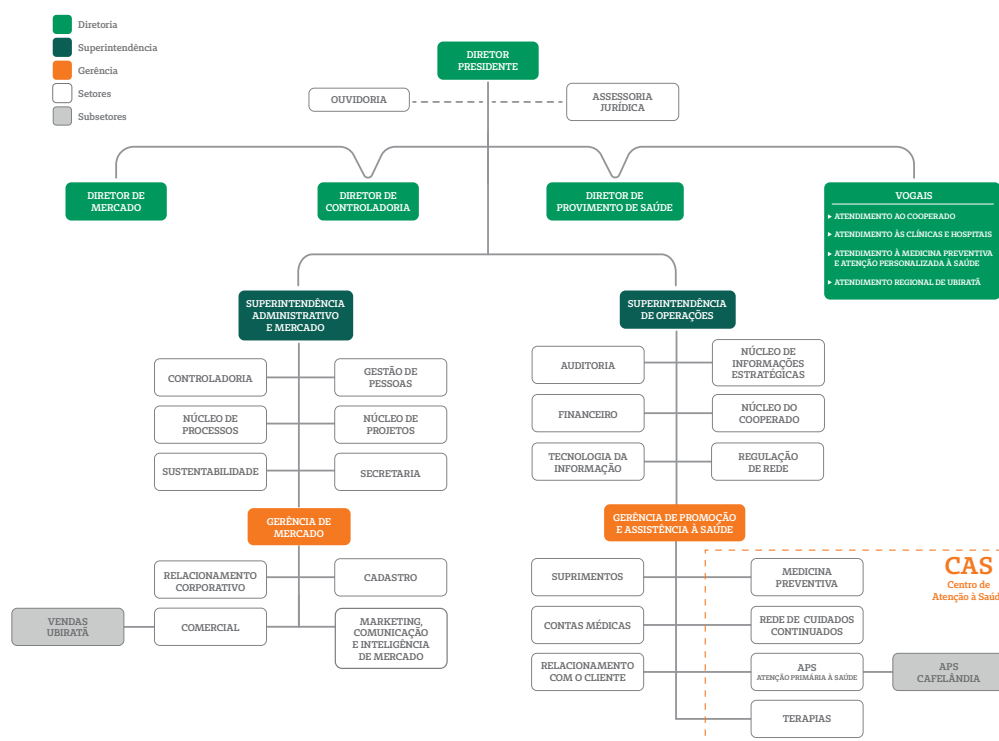 Diretoria
Superintendência
Gerência
Setores
Subsetores
DIRETOR
PRESIDENTE
OUVIDORIA
ASSESSORIA
JURÍDICA
DIRETOR DE
MERCADO
DIRETOR DE
CONTROLADORIA
DIRETOR DE
PROVIMENTO DE SAÚDE
VOGAIS
ATENDIMENTO AO COOPERADO
ATENDIMENTO ÀS CLÍNICAS E HOSPITAIS
ATENDIMENTO À MEDICINA PREVENTIVA
E ATENÇÃO PERSONALIZADA À SAÚDE
ATENDIMENTO REGIONAL DE UBIRATÃ
SUPERINTENDÊNCIA
ADMINISTRATIVO
E MERCADO
SUPERINTENDÊNCIA
DE OPERAÇÕES
CONTROLADORIA
GESTÃO DE
PESSOAS
NÚCLEO DE
PROCESSOS
NÚCLEO DE
PROJETOS
SUSTENTABILIDADE
SECRETARIA
AUDITORIA
NÚCLEO DE
INFORMAÇÕES
ESTRATÉGICAS
FINANCEIRO
NÚCLEO DO
COOPERADO
TECNOLOGIA DA
INFORMAÇÃO
REGULAÇÃO
DE REDE
GERÊNCIA DE
MERCADO
GERÊNCIA DE PROMOÇÃO
E ASSISTÊNCIA À SAÚDE
RELACIONAMENTO
CORPORATIVO
CADASTRO
VENDAS
UBIRATÃ
COMERCIAL
MARKETING,
COMUNICAÇÃO
E INTELIGÊNCIA
DE MERCADO
CAS
Centro de
Atenção à Saúd
SUPRIMENTOS
MEDICINA
PREVENTIVA
CONTAS MÉDICAS
REDE DE CUIDADOS
CONTINUADOS
RELACIONAMENTO
COM O CLIENTE
APS
ATENÇÃO PRIMÁRIA À SAÚDE
APS
CAFELÂNDIA
TERAPIAS